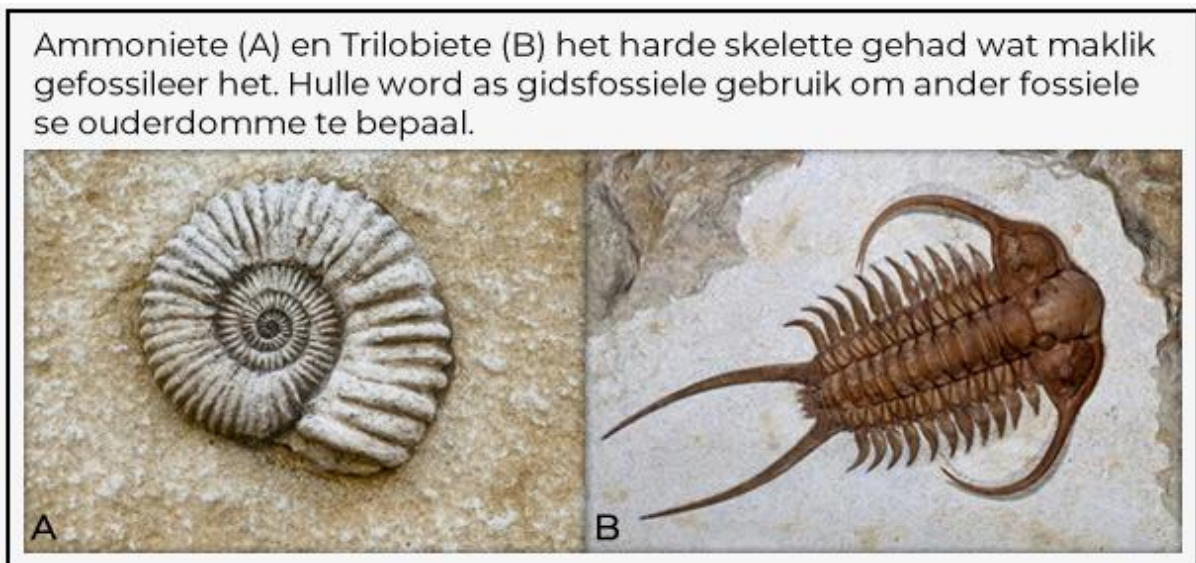 Ammoniete (A) en Trilobiete (B) het harde skelette gehad wat maklik
gefossileer het. Hulle word as gidsfossiele gebruik om ander fossiele
se ouderdomme te bepaal.
A
B